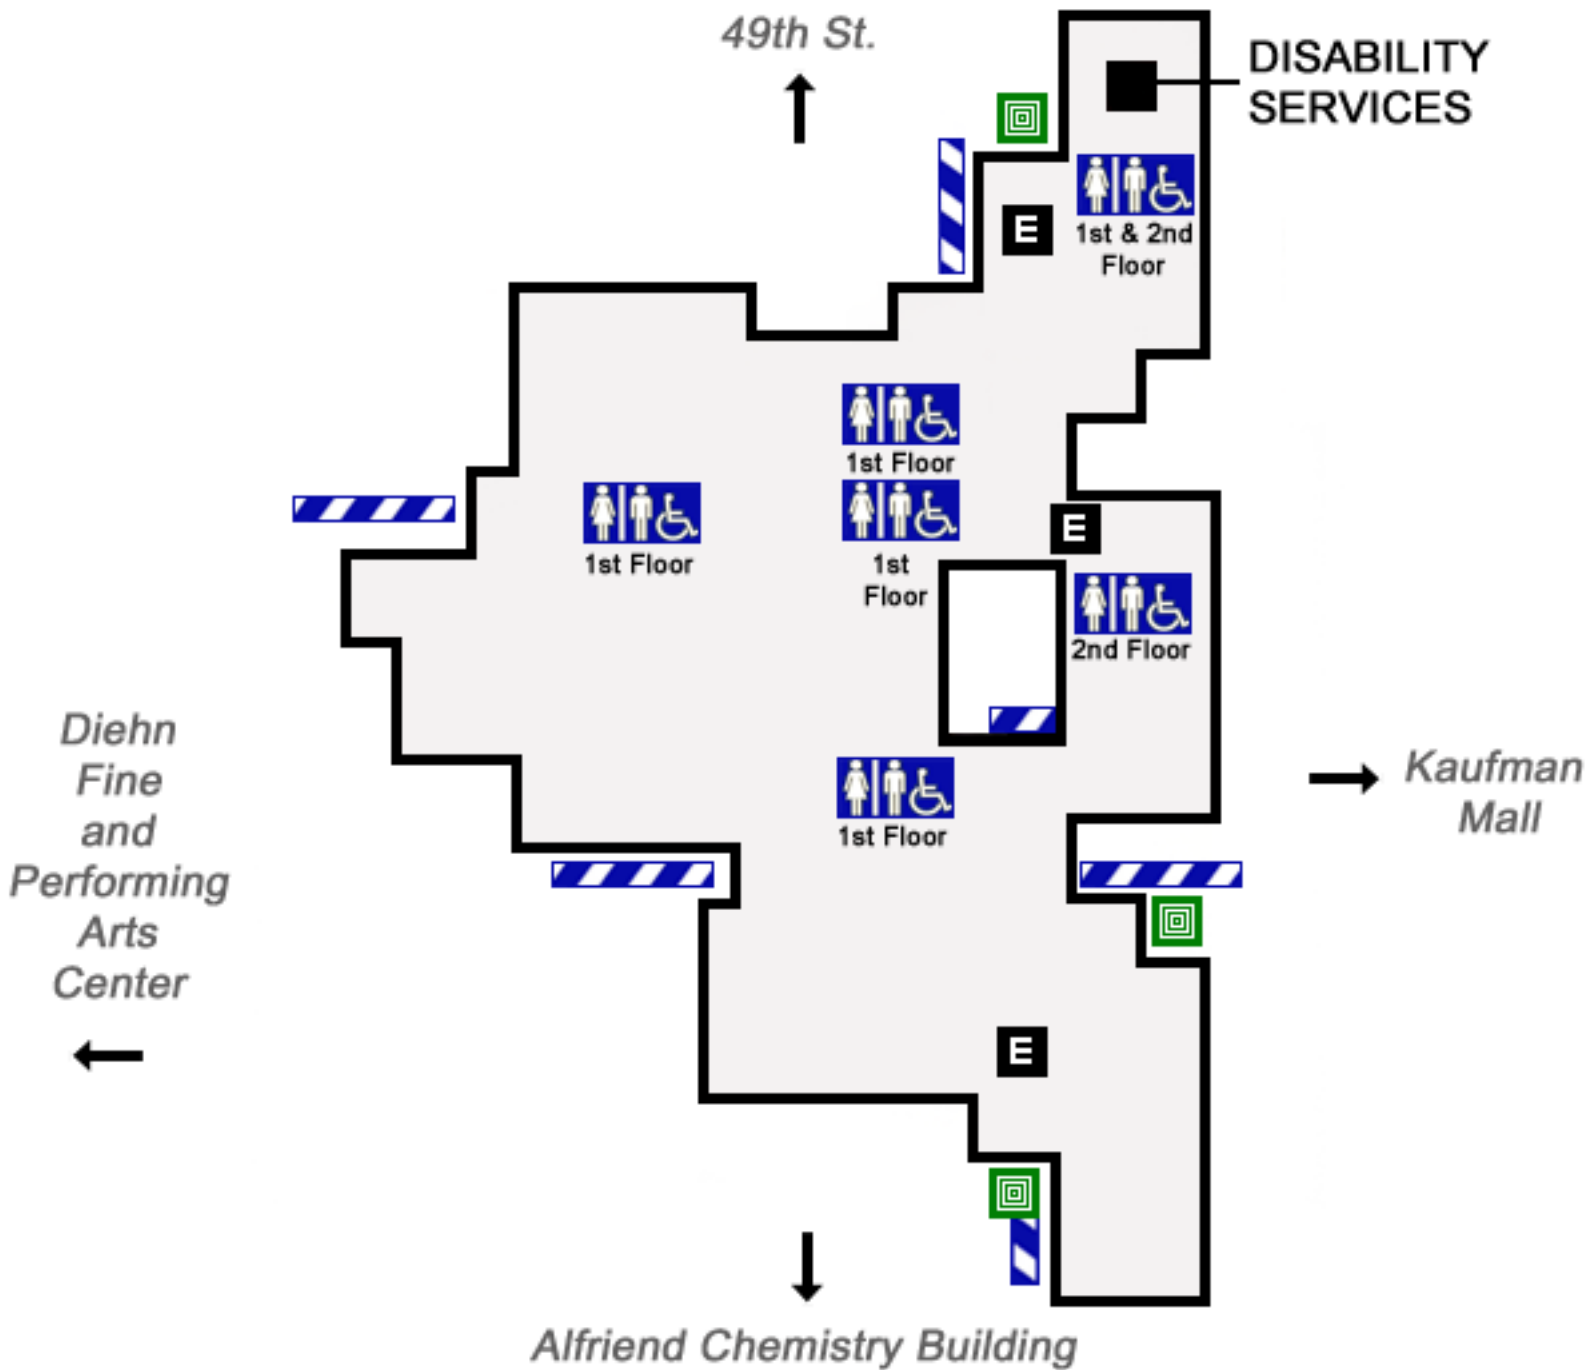 49th St.
DISABILITY
SERVICES
E
1st & 2nd
Floor
1st Floor
1st Floor
1st
Floor
E
2nd Floor
Diehn
Fine
and
Performing
Arts
Center
Kaufman
Mall
1st Floor
E
Alfriend Chemistry Building